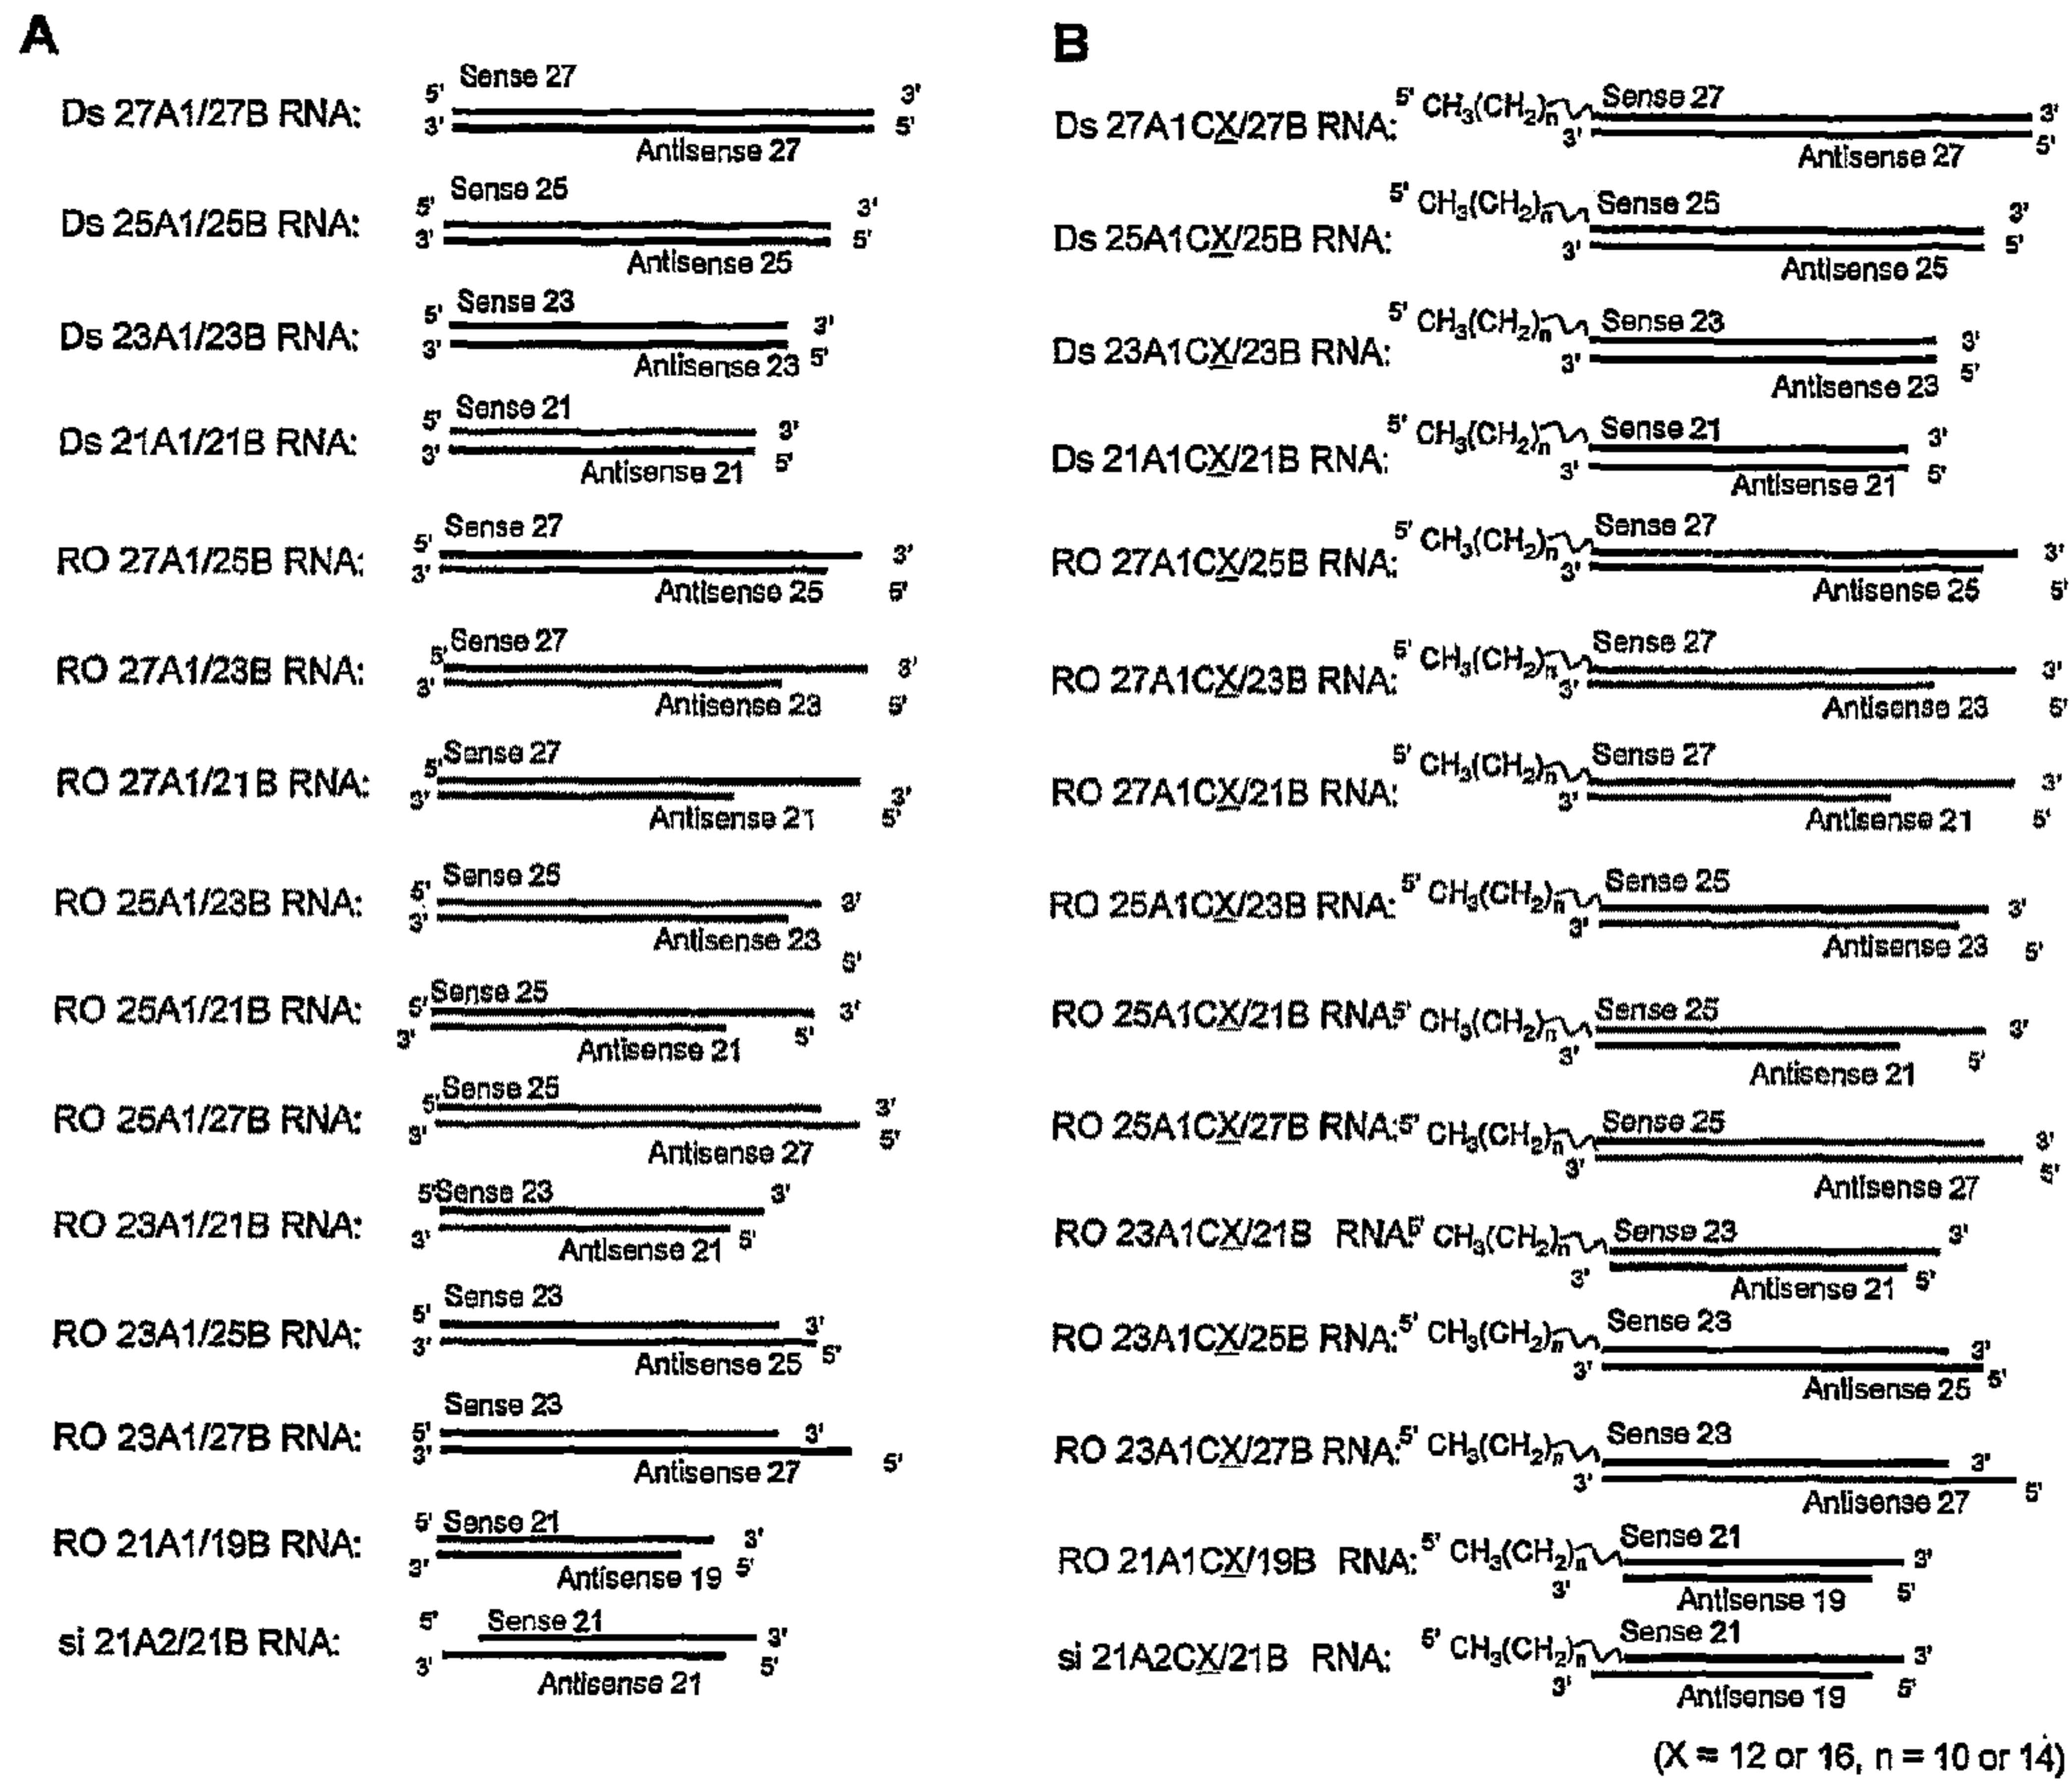 A
Sense 27
Ds 27A1/27B RNA: 5' 3'
3' 5'
Antisense 27
Sense 25
Ds 25A1/25B RNA: 5' 3'
3' 5'
Antisense 25
Sense 23
Ds 23A1/23B RNA: 5' 3'
3' 5'
Antisense 23
Sense 21
Ds 21A1/21B RNA: 5' 3'
3' 5'
Antisense 21
Sense 27
RO 27A1/25B RNA: 5' 3'
3' 5'
Antisense 25
Sense 27
RO 27A1/23B RNA: 5' 3'
3' 5'
Antisense 23
Sense 27
RO 27A1/21B RNA: 5' 3'
3' 5'
Antisense 21
Sense 25
RO 25A1/23B RNA: 5' 3'
3' 5'
Antisense 23
Sense 25
RO 25A1/21B RNA: 5' 3'
3' 5'
Antisense 21
Sense 25
RO 25A1/27B RNA: 5' 3'
3' 5'
Antisense 27
Sense 23
RO 23A1/21B RNA: 5' 3'
3' 5'
Antisense 21
Sense 23
RO 23A1/25B RNA: 5' 3'
3' 5'
Antisense 25
Sense 23
RO 23A1/27B RNA: 5' 3'
3' 5'
Antisense 27
Sense 21
RO 21A1/19B RNA: 5' 3'
3' 5'
Antisense 19
Sense 21
si 21A2/21B RNA: 5' 3'
3' 5'
Antisense 21
B
Ds 27A1CX/27B RNA: 5' CH3(CH2)n Sense 27 3'
3' 5'
Antisense 27
Ds 25A1CX/25B RNA: 5' CH3(CH2)n Sense 25 3'
3' 5'
Antisense 25
Ds 23A1CX/23B RNA: 5' CH3(CH2)n Sense 23 3'
3' 5'
Antisense 23
Ds 21A1CX/21B RNA: 5' CH3(CH2)n Sense 21 3'
3' 5'
Antisense 21
RO 27A1CX/25B RNA: 5' CH3(CH2)n Sense 27 3'
3' 5'
Antisense 25
RO 27A1CX/23B RNA: 5' CH3(CH2)n Sense 27 3'
3' 5'
Antisense 23
RO 27A1CX/21B RNA: 5' CH3(CH2)n Sense 27 3'
3' 5'
Antisense 21
RO 25A1CX/23B RNA: 5' CH3(CH2)n Sense 25 3'
3' 5'
Antisense 23
RO 25A1CX/21B RNA: 5' CH3(CH2)n Sense 25 3'
3' 5'
Antisense 21
RO 25A1CX/27B RNA: 5' CH3(CH2)n Sense 25 3'
3' 5'
Antisense 27
RO 23A1CX/21B RNA: 5' CH3(CH2)n Sense 23 3'
3' 5'
Antisense 21
RO 23A1CX/25B RNA: 5' CH3(CH2)n Sense 23 3'
3' 5'
Antisense 25
RO 23A1CX/27B RNA: 5' CH3(CH2)n Sense 23 3'
3' 5'
Antisense 27
RO 21A1CX/19B RNA: 5' CH3(CH2)n Sense 21 3'
3' 5'
Antisense 19
si 21A2CX/21B RNA: 5' CH3(CH2)n Sense 21 3'
3' 5'
Antisense 19
(X = 12 or 16, n = 10 or 14)